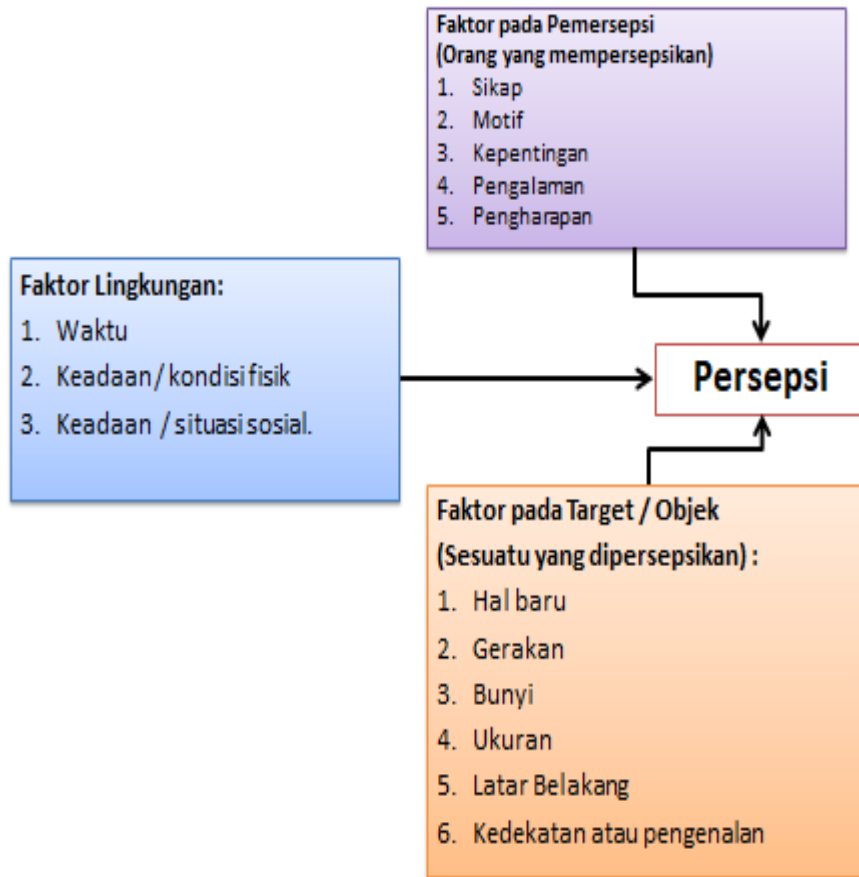 Faktor pada Pemersepsi
(Orang yang mempersepsikan)
1. Sikap
2. Motif
3. Kepentingan
4. Pengalaman
5. Pengharapan
Faktor Lingkungan:
1. Waktu
2. Keadaan / kondisi fisik
3. Keadaan / situasi sosial.
Persepsi
Faktor pada Target / Objek
(Sesuatu yang dipersepsikan) :
1. Hal baru
2. Gerakan
3. Bunyi
4. Ukuran
5. Latar Belakang
6. Kedekatan atau pengenalan